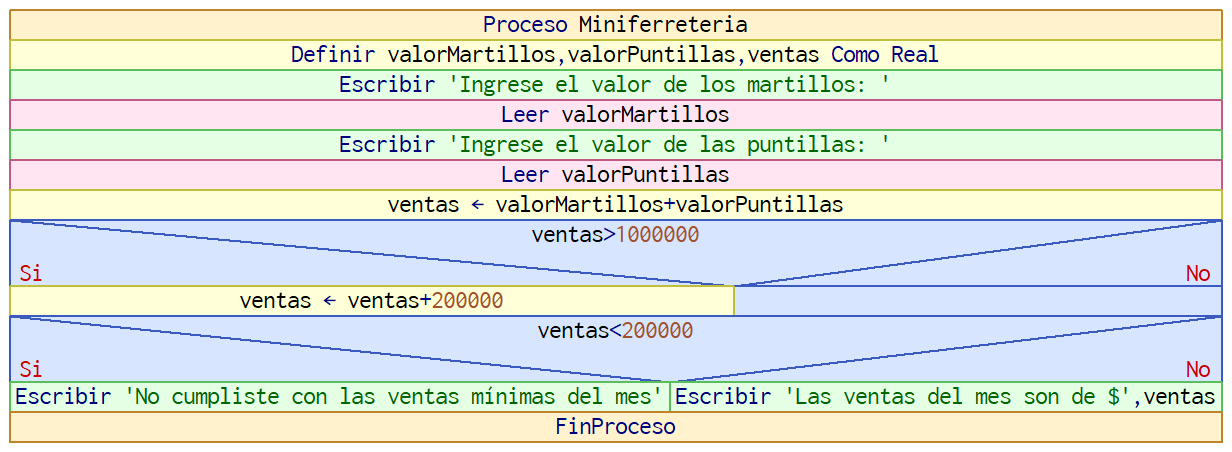 Proceso Miniferreteria
Definir valorMartillos,valorPuntillas,ventas Como Real
Escribir 'Ingrese el valor de los martillos: '
Leer valorMartillos
Escribir 'Ingrese el valor de las puntillas: '
Leer valorPuntillas
ventas ← valorMartillos+valorPuntillas
ventas>1000000
Si No
ventas ← ventas+200000
ventas<200000
Si No
Escribir 'No cumpliste con las ventas mínimas del mes' Escribir 'Las ventas del mes son de $',ventas
FinProceso